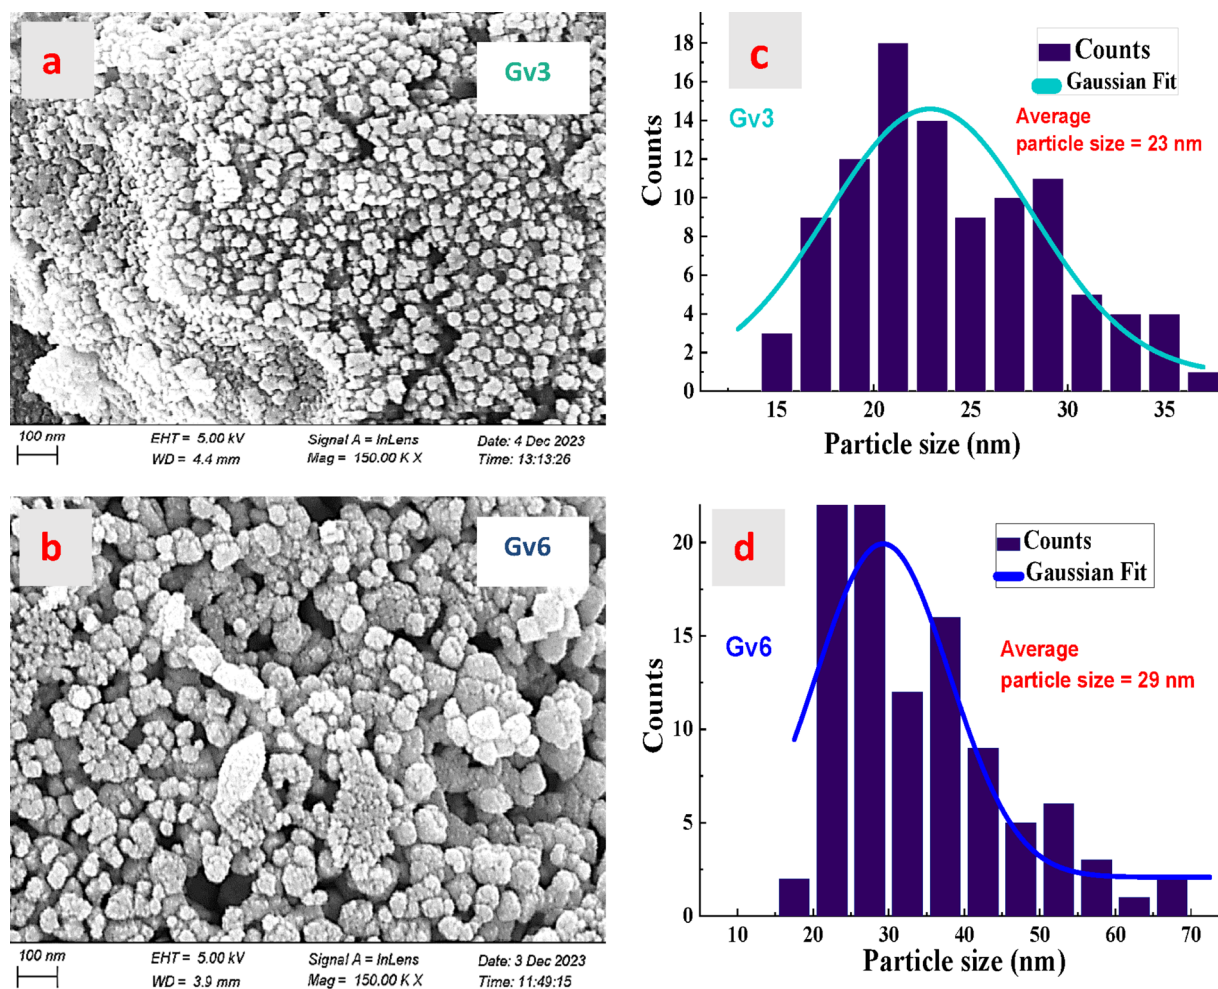 a
Gv3
100 nm
EHT = 5.00 kV
WD = 4.4 mm
Signal A = InLens
Mag = 150.00 K X
Date: 4 Dec 2023
Time: 13:13:26
c
Gv3
Counts
Gaussian Fit
Average
particle size = 23 nm
Counts
18
16
14
12
10
8
6
4
2
0
15 20 25 30 35
Particle size (nm)
b
Gv6
100 nm
EHT = 5.00 kV
WD = 3.9 mm
Signal A = InLens
Mag = 150.00 K X
Date: 3 Dec 2023
Time: 11:49:15
d
Gv6
Counts
Gaussian Fit
Average
particle size = 29 nm
Counts
20
15
10
5
0
10 20 30 40 50 60 70
Particle size (nm)